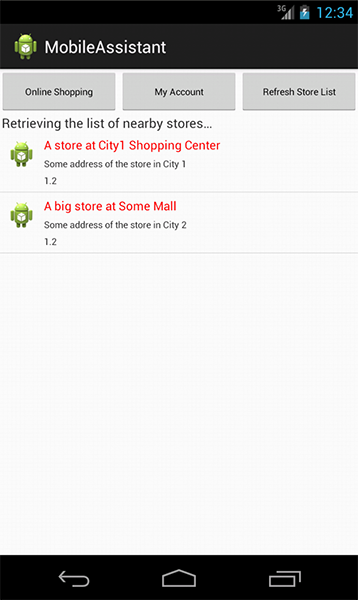 3G 12:34
MobileAssistant
Online Shopping My Account Refresh Store List
Retrieving the list of nearby stores...
A store at City1 Shopping Center
Some address of the store in City 1
1.2
A big store at Some Mall
Some address of the store in City 2
1.2